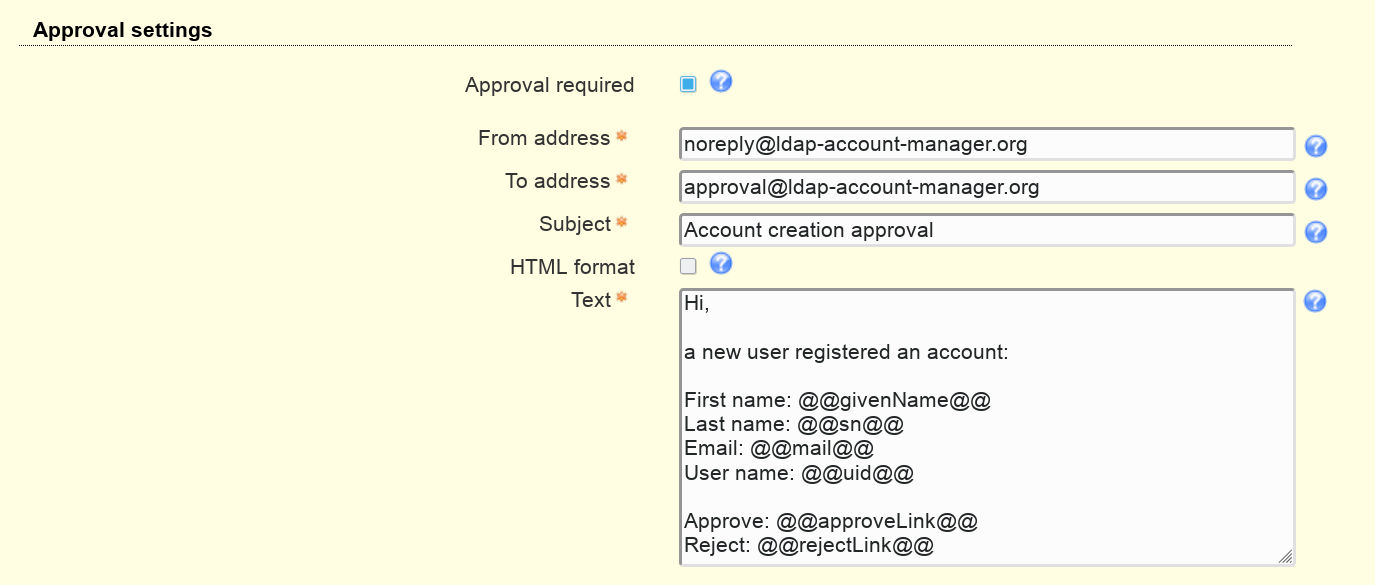 Approval settings
Approval required
From address
noreply@ldap-account-manager.org
To address
approval@ldap-account-manager.org
Subject
Account creation approval
HTML format
Text
Hi,
a new user registered an account:
First name: @@givenName@@
Last name: @@sn@@
Email: @@mail@@
User name: @@uid@@
Approve: @@approveLink@@
Reject: @@rejectLink@@